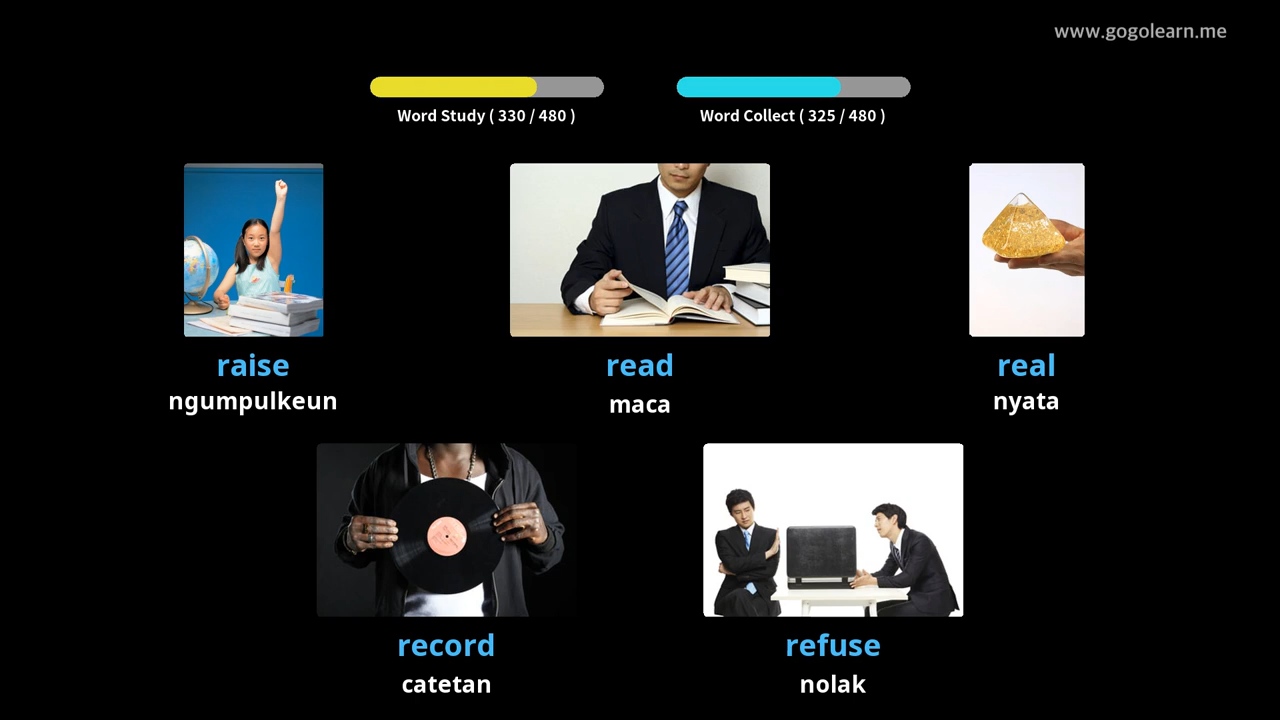 www.gogolearn.me
Word Study ( 330 / 480 )
Word Collect ( 325 / 480 )
raise
ngumpulkeun
read
maca
real
nyata
record
catetan
refuse
nolak